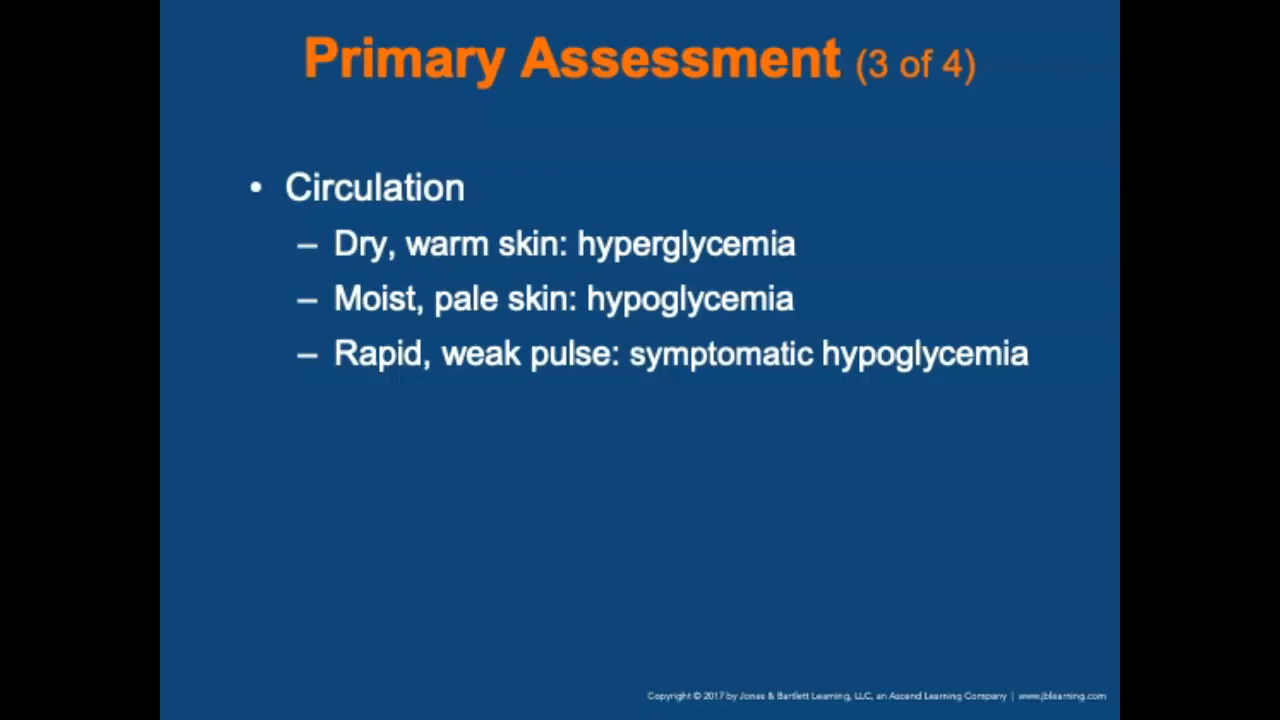 Primary Assessment (3 of 4)
• Circulation
– Dry, warm skin: hyperglycemia
– Moist, pale skin: hypoglycemia
– Rapid, weak pulse: symptomatic hypoglycemia
Copyright © 2017 by Jones & Bartlett Learning, LLC, an Ascend Learning Company | www.jblearning.com